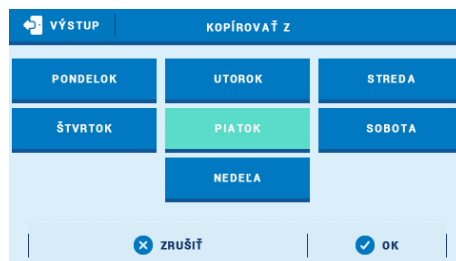 VÝSTUP
KOPÍROVAŤ Z
PONDELOK
UTOROK
STREDA
ŠTVRTOK
PIATOK
SOBOTA
NEDEĽA
ZRUŠIŤ
OK